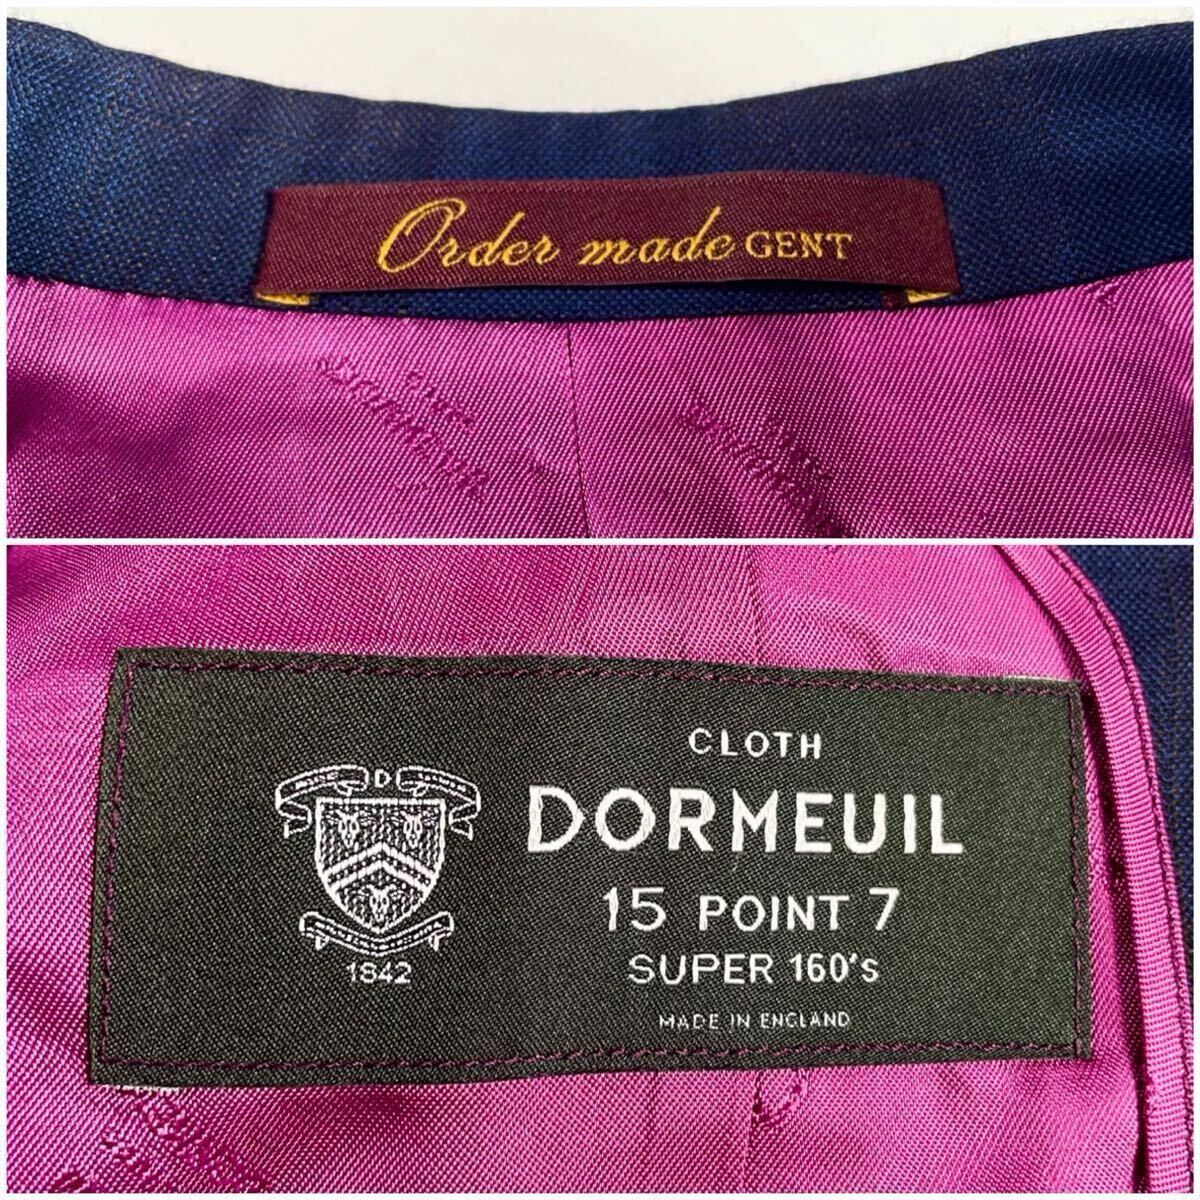 Order made GENT
CLOTH
DORMEUIL
15 POINT 7
SUPER 160's
MADE IN ENGLAND
D
1842